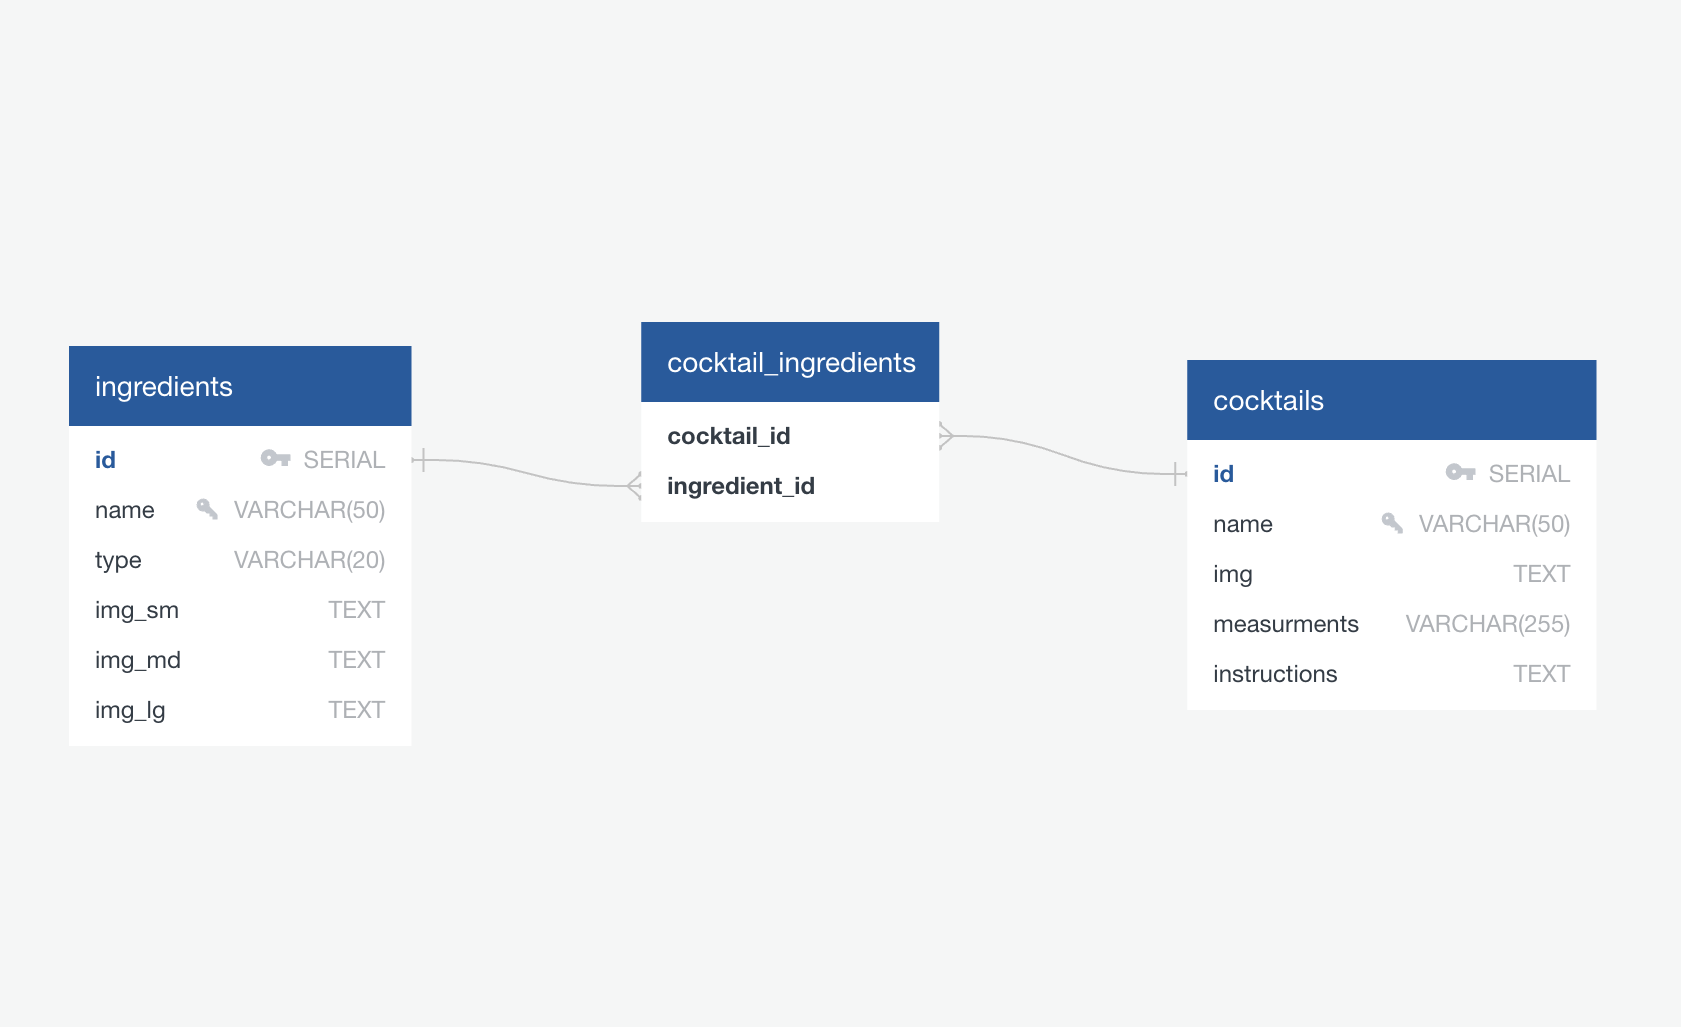 ingredients
id SERIAL
name VARCHAR(50)
type VARCHAR(20)
img_sm TEXT
img_md TEXT
img_lg TEXT
cocktail_ingredients
cocktail_id
ingredient_id
cocktails
id SERIAL
name VARCHAR(50)
img TEXT
measurments VARCHAR(255)
instructions TEXT